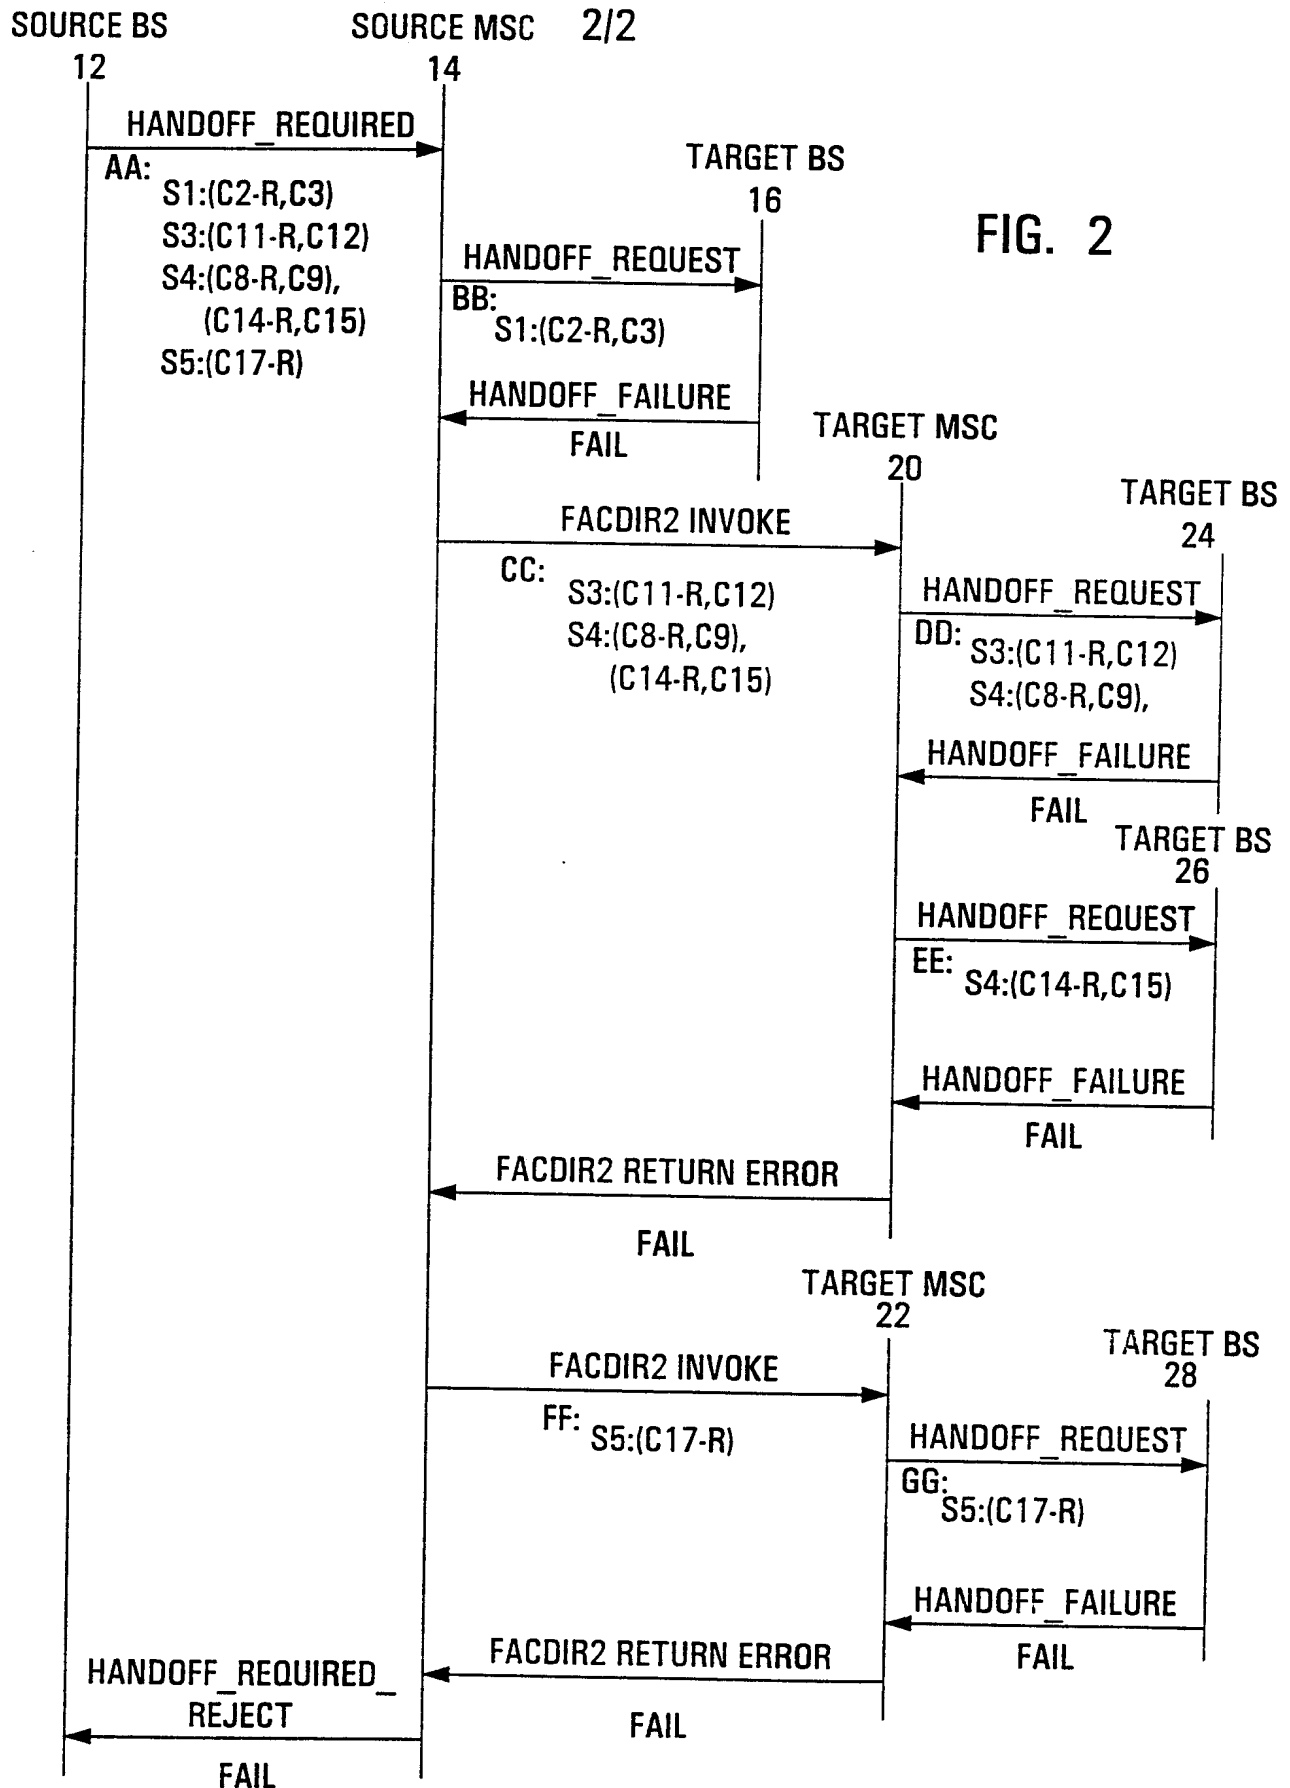 SOURCE BS
12
SOURCE MSC
14
2/2
HANDOFF_REQUIRED
AA:
S1:(C2-R,C3)
S3:(C11-R,C12)
S4:(C8-R,C9),
(C14-R,C15)
S5:(C17-R)
TARGET BS
16
FIG. 2
HANDOFF_REQUEST
BB:
S1:(C2-R,C3)
HANDOFF_FAILURE
FAIL
TARGET MSC
20
TARGET BS
24
FACDIR2 INVOKE
CC:
S3:(C11-R,C12)
S4:(C8-R,C9),
(C14-R,C15)
HANDOFF_REQUEST
DD:
S3:(C11-R,C12)
S4:(C8-R,C9),
HANDOFF_FAILURE
FAIL
TARGET BS
26
HANDOFF_REQUEST
EE:
S4:(C14-R,C15)
HANDOFF_FAILURE
FAIL
FACDIR2 RETURN ERROR
FAIL
TARGET MSC
22
TARGET BS
28
FACDIR2 INVOKE
FF:
S5:(C17-R)
HANDOFF_REQUEST
GG:
S5:(C17-R)
HANDOFF_FAILURE
FAIL
FACDIR2 RETURN ERROR
FAIL
HANDOFF_REQUIRED_
REJECT
FAIL